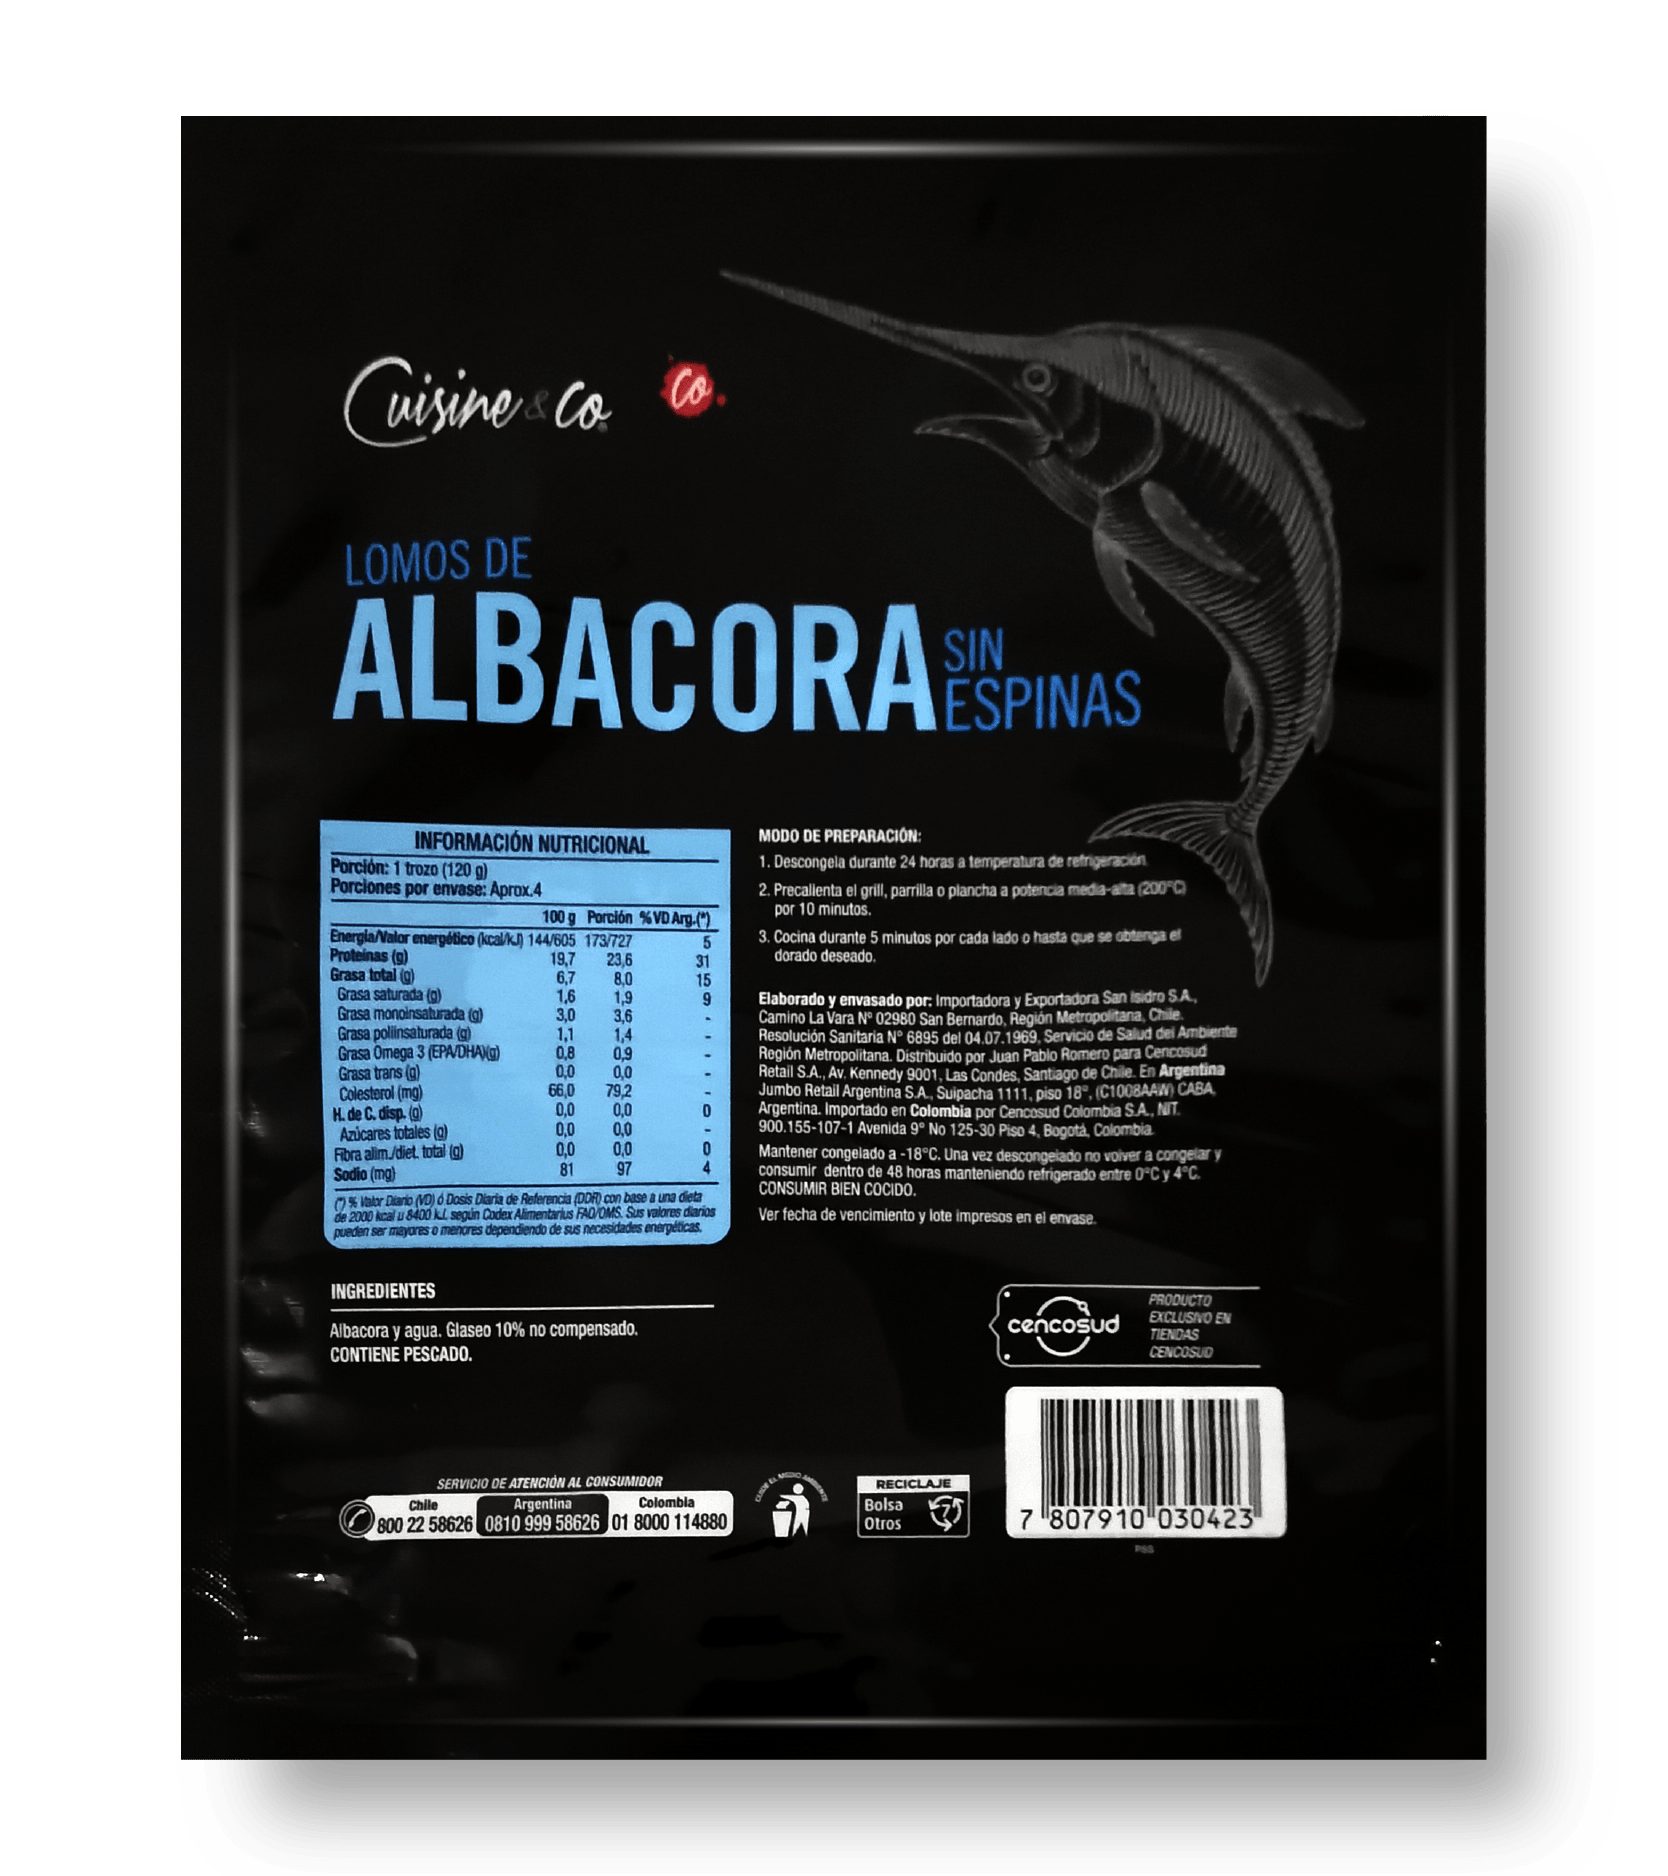 Cuisine & Co
Co.
LOMOS DE
ALBACORA
SIN
ESPINAS
INFORMACIÓN NUTRICIONAL
Porción: 1 trozo (120 g)
Porciones por envase: Aprox.4
100 g Porción %VD Arg.(*)
Energía/Valor energético (kcal/kJ) 144/605 173/727 5
Proteínas (g) 19,7 23,6 31
Grasa total (g) 6,7 8,0 15
Grasa saturada (g) 1,6 1,9 9
Grasa monoinsaturada (g) 3,0 3,6 -
Grasa poliinsaturada (g) 1,1 1,4 -
Grasa Omega 3 (EPA/DHA)(g) 0,8 0,9 -
Grasa trans (g) 0,0 0,0 -
Colesterol (mg) 66,0 79,2 -
H. de C. disp. (g) 0,0 0,0 0
Azúcares totales (g) 0,0 0,0 -
Fibra alim./diet. total (g) 0,0 0,0 0
Sodio (mg) 81 97 4
(*) % Valor Diario (VD) ó Dosis Diaria de Referencia (DDR) con base a una dieta
de 2000 kcal u 8400 kJ, según Codex Alimentarius FAO/OMS. Sus valores diarios
pueden ser mayores o menores dependiendo de sus necesidades energéticas.
INGREDIENTES
Albacora y agua. Glaseo 10% no compensado.
CONTIENE PESCADO.
MODO DE PREPARACIÓN:
1. Descongela durante 24 horas a temperatura de refrigeración.
2. Precalienta el grill, parrilla o plancha a potencia media-alta (200°C)
por 10 minutos.
3. Cocina durante 5 minutos por cada lado o hasta que se obtenga el
dorado deseado.
Elaborado y envasado por: Importadora y Exportadora San Isidro S.A.,
Camino La Vara Nº 02980 San Bernardo, Región Metropolitana, Chile.
Resolución Sanitaria Nº 6895 del 04.07.1969, Servicio de Salud del Ambiente
Región Metropolitana. Distribuido por Juan Pablo Romero para Cencosud
Retail S.A., Av. Kennedy 9001, Las Condes, Santiago de Chile. En Argentina
Jumbo Retail Argentina S.A., Suipacha 1111, piso 18°, (C1008AAW) CABA,
Argentina. Importado en Colombia por Cencosud Colombia S.A., NIT.
900.155-107-1 Avenida 9° No 125-30 Piso 4, Bogotá, Colombia.
Mantener congelado a -18°C. Una vez descongelado no volver a congelar y
consumir dentro de 48 horas manteniendo refrigerado entre 0°C y 4°C.
CONSUMIR BIEN COCIDO.
Ver fecha de vencimiento y lote impresos en el envase.
cencosud
PRODUCTO
EXCLUSIVO EN
TIENDAS
CENCOSUD
SERVICIO DE ATENCIÓN AL CONSUMIDOR
Chile
800 22 58626
Argentina
0810 999 58626
Colombia
01 8000 114880
CUIDE EL MEDIO AMBIENTE
RECICLAJE
Bolsa
Otros
7
7 807910 030423